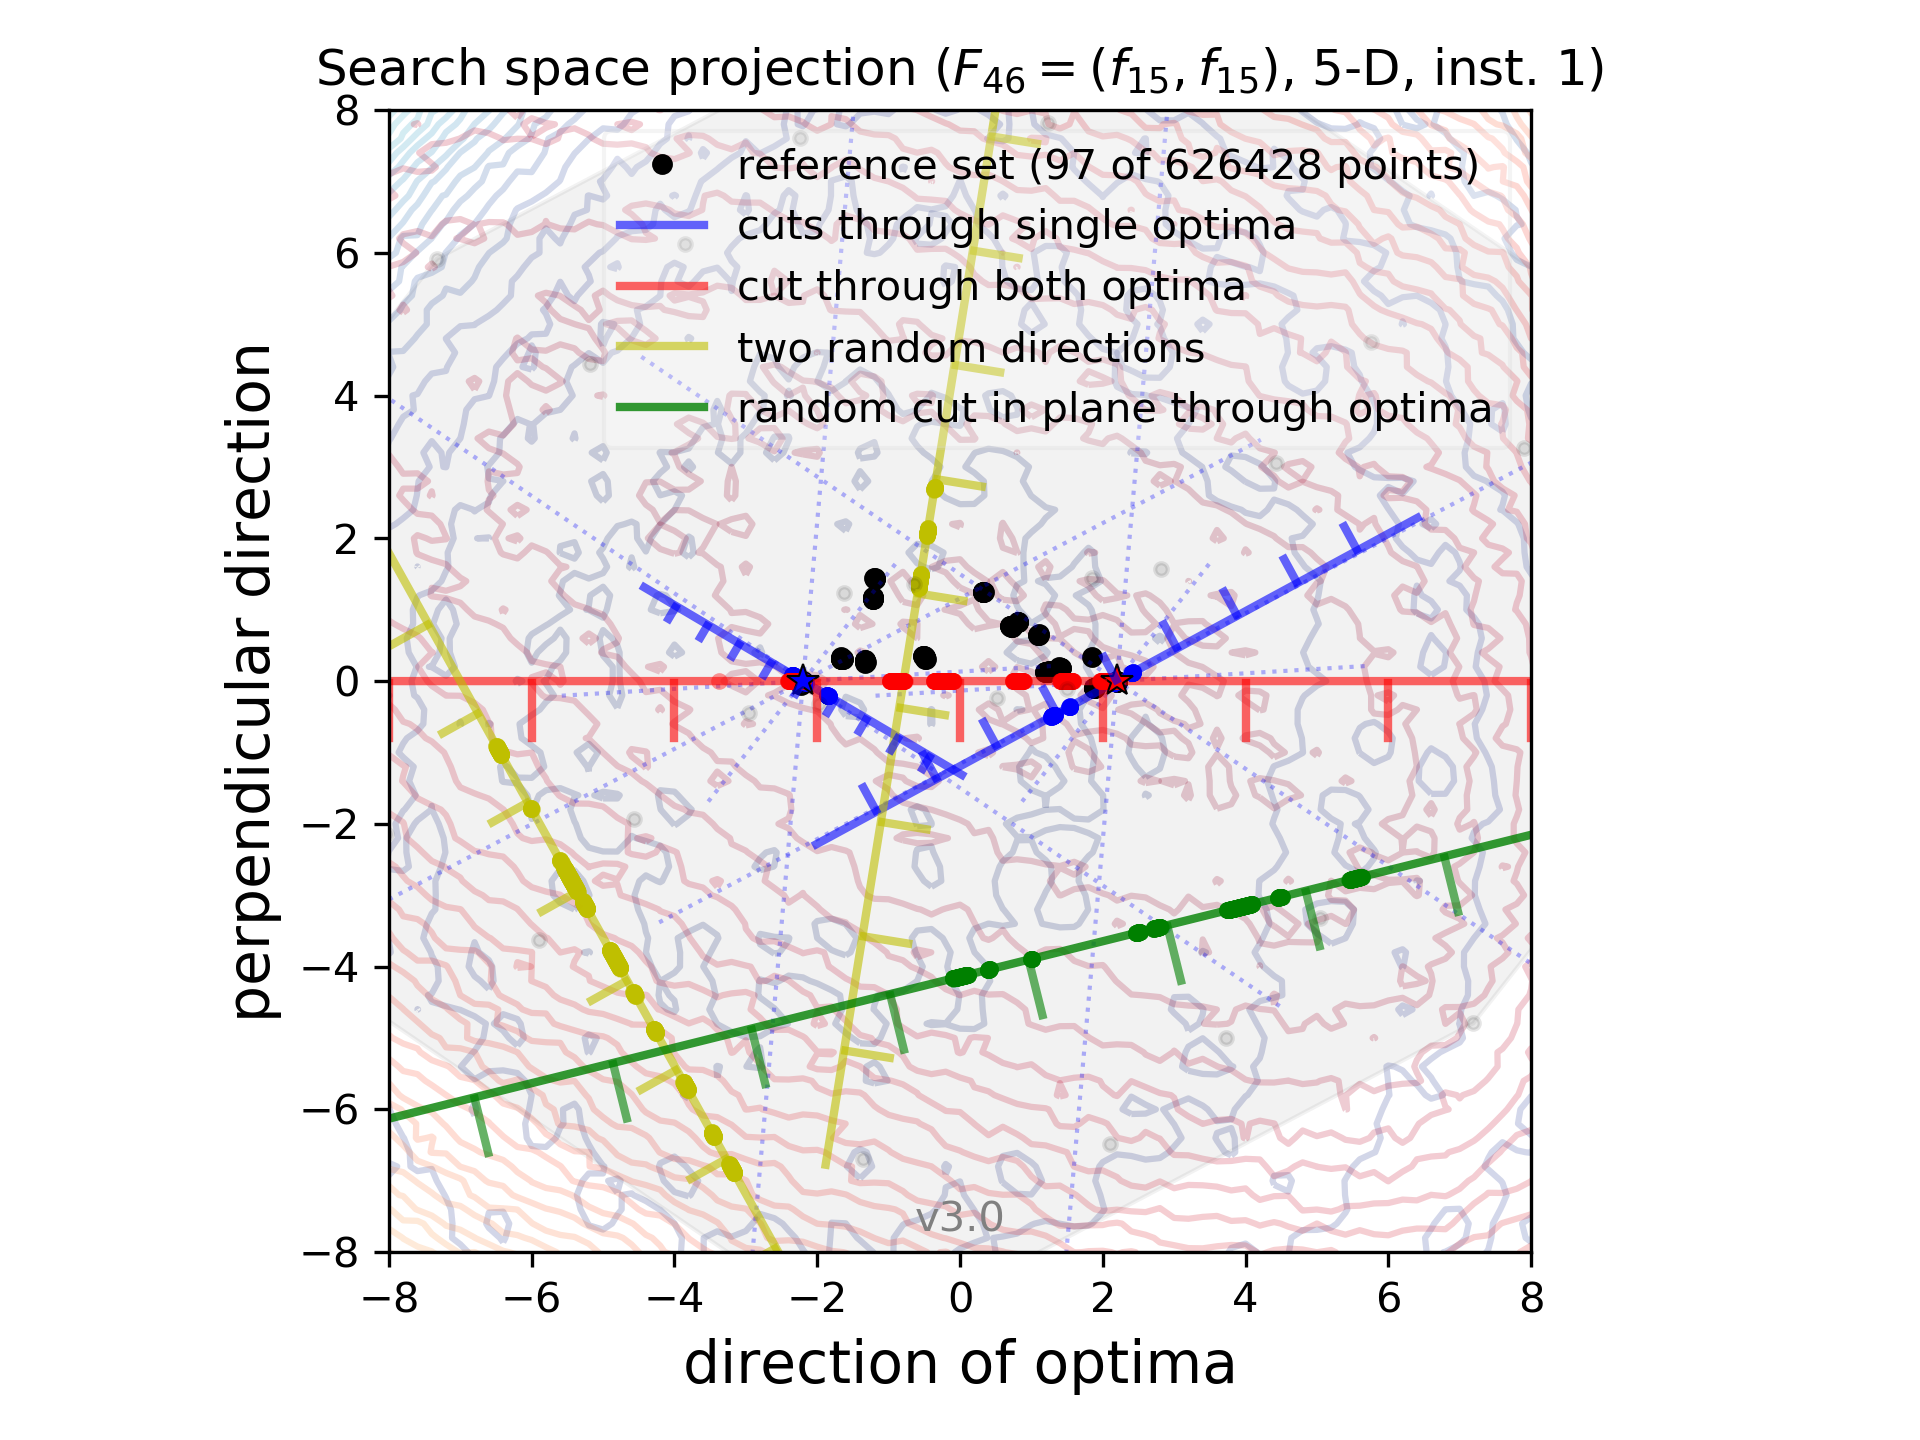 Search space projection (F₄₆ = (f₁₅, f₁₅), 5-D, inst. 1)
8
6
4
2
0
−2
−4
−6
−8
perpendicular direction
reference set (97 of 626428 points)
cuts through single optima
cut through both optima
two random directions
random cut in plane through optima
v3.0
−8 −6 −4 −2 0 2 4 6 8
direction of optima